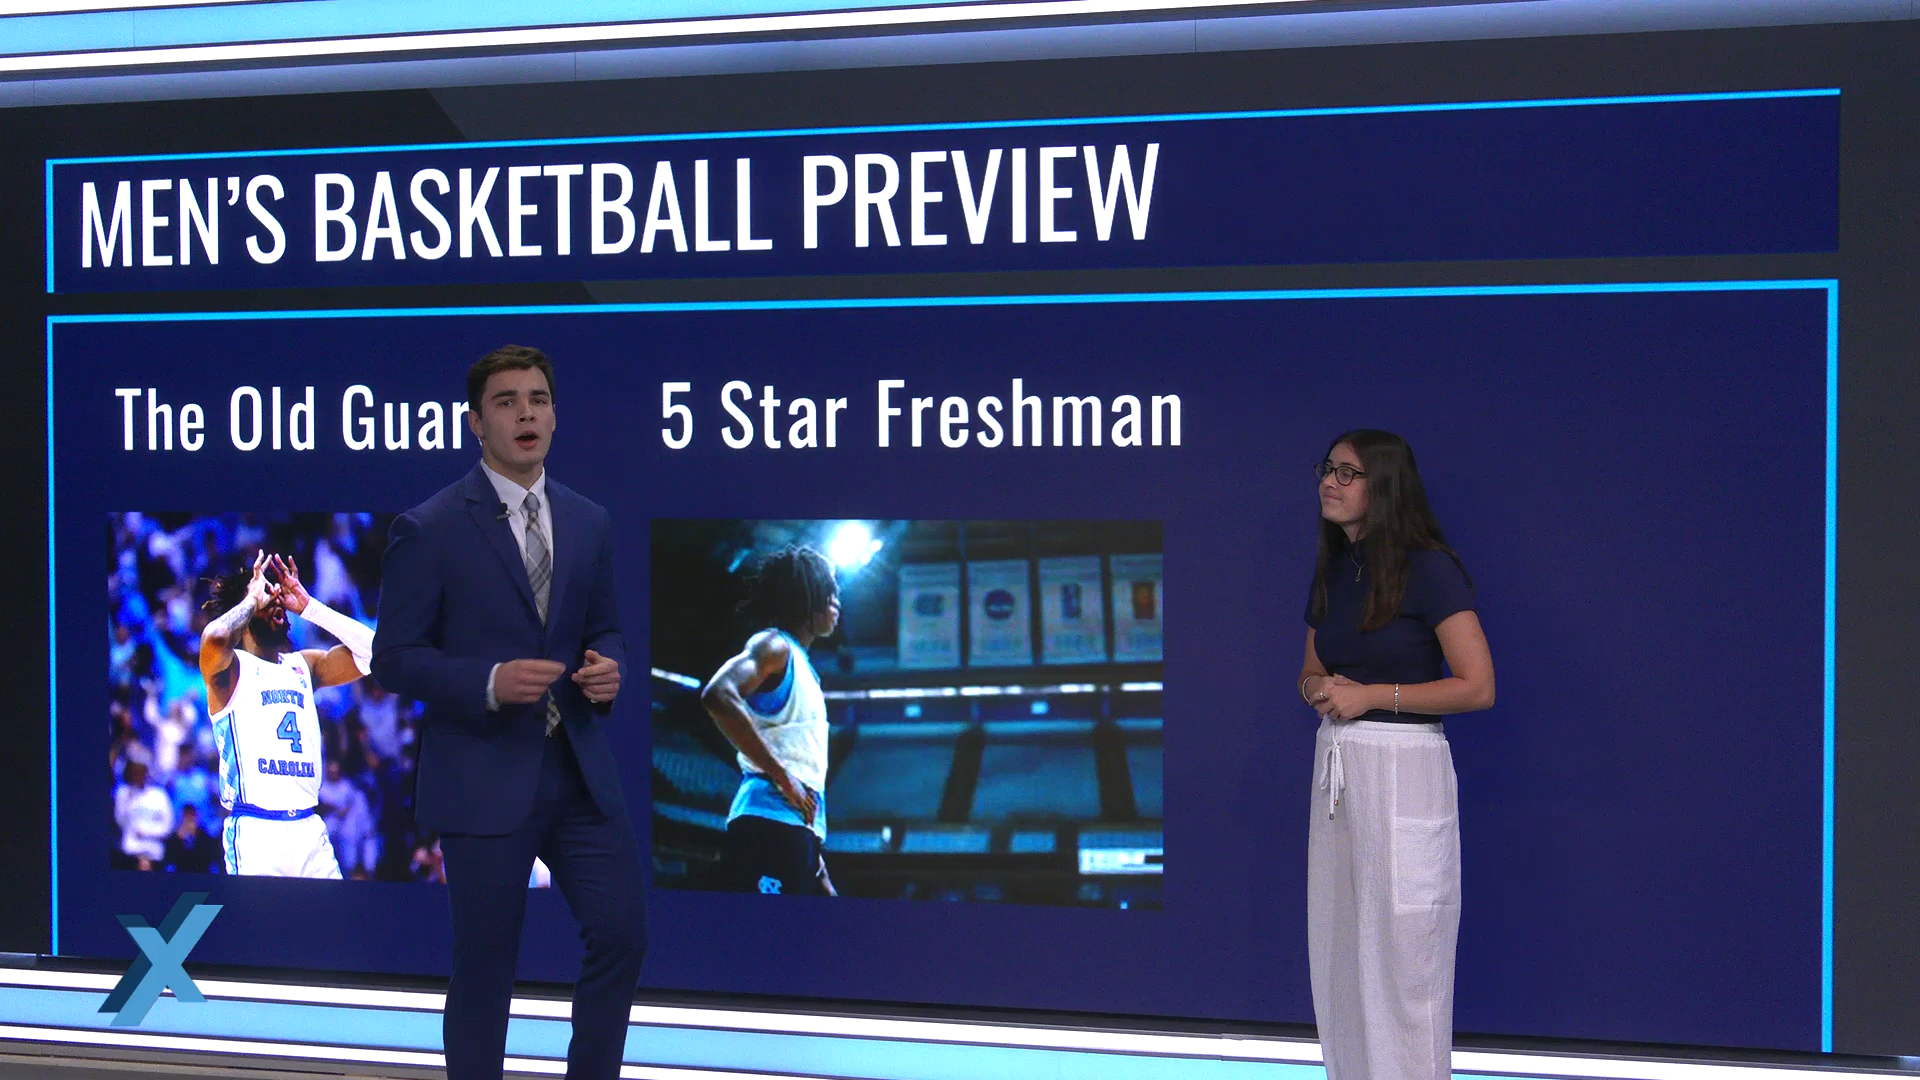 MEN'S BASKETBALL PREVIEW
The Old Guar
5 Star Freshman
NORTH
4
CAROLINA
X